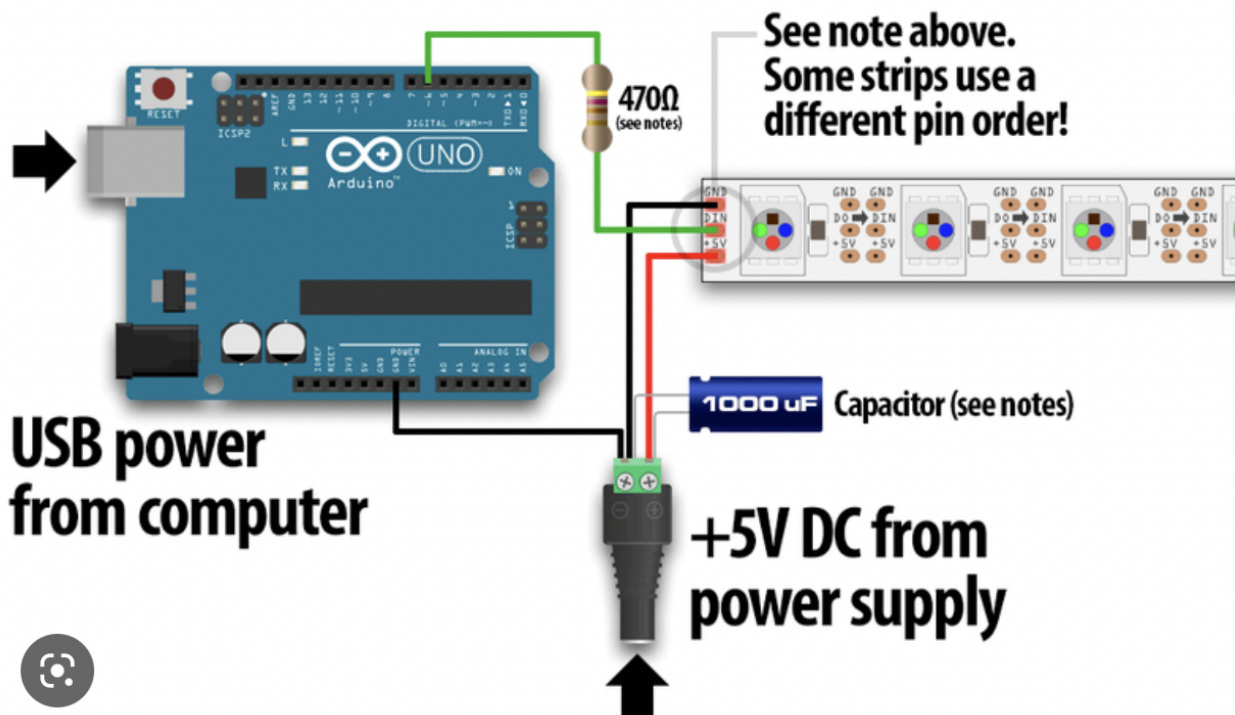 See note above.
Some strips use a
different pin order!
470Ω
(see notes)
RESET
ICSP2
AREF
GND
13
12
~11
~10
~9
8
7
~6
~5
4
~3
2
TXD▶1
RXD◀0
DIGITAL (PWM=~)
L
TX
RX
UNO
ON
Arduino™
ICSP
GND
DIN
+5V
GND GND
DO DIN
+5V +5V
GND GND
DO DIN
+5V +5V
GND GND
DO DIN
+5V +5V
POWER
ANALOG IN
IOREF
RESET
3V3
5V
GND
GND
VIN
A0
A1
A2
A3
A4
A5
1000 uF
Capacitor (see notes)
USB power
from computer
+5V DC from
power supply